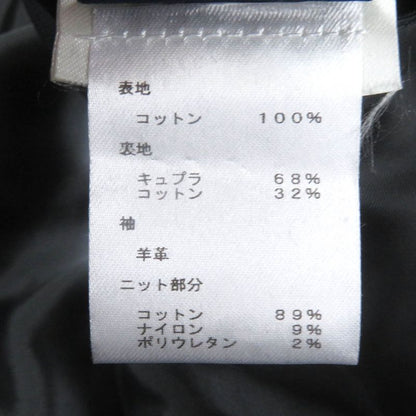 表地
コットン 100%
裏地
キュプラ 68%
コットン 32%
袖
羊革
ニット部分
コットン 89%
ナイロン 9%
ポリウレタン 2%